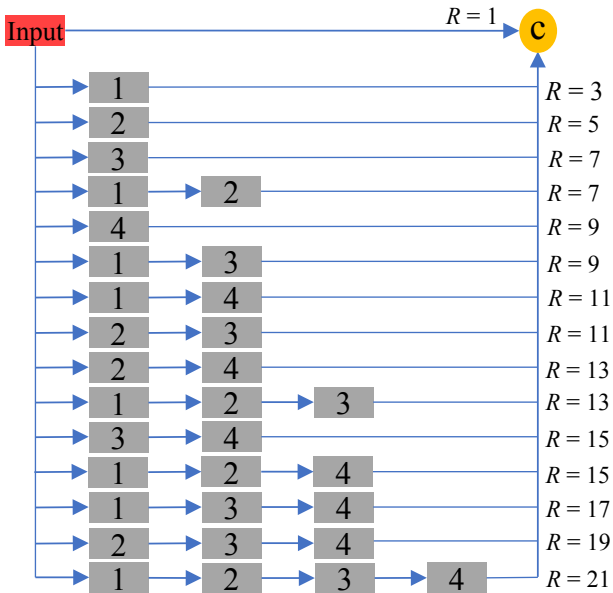 Input R = 1 c
1 R = 3
2 R = 5
3 R = 7
1 2 R = 7
4 R = 9
1 3 R = 9
1 4 R = 11
2 3 R = 11
2 4 R = 13
1 2 3 R = 13
3 4 R = 15
1 2 4 R = 15
1 3 4 R = 17
2 3 4 R = 19
1 2 3 4 R = 21